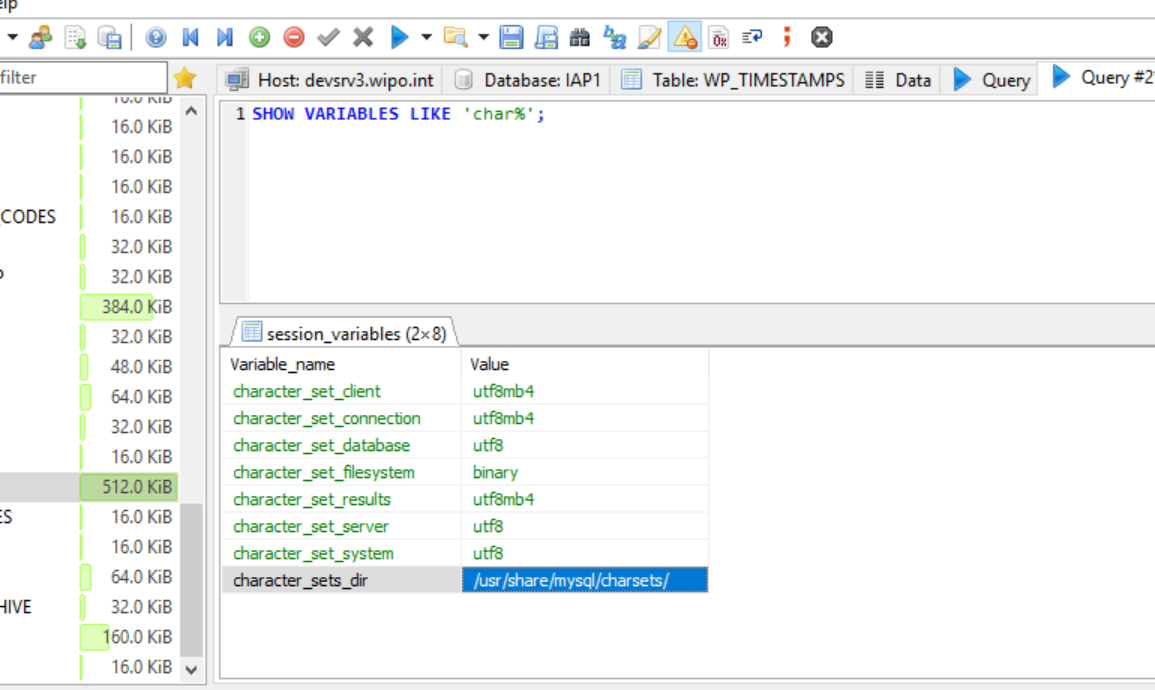 elp
filter
Host: devsrv3.wipo.int Database: IAP1 Table: WP_TIMESTAMPS Data Query Query #2
1 SHOW VARIABLES LIKE 'char%';
16.0 KiB
16.0 KiB
16.0 KiB
16.0 KiB
_CODES 16.0 KiB
32.0 KiB
P 32.0 KiB
384.0 KiB
32.0 KiB
48.0 KiB
64.0 KiB
32.0 KiB
16.0 KiB
512.0 KiB
ES 16.0 KiB
16.0 KiB
64.0 KiB
HIVE 32.0 KiB
160.0 KiB
16.0 KiB
session_variables (2×8)
Variable_name Value
character_set_client utf8mb4
character_set_connection utf8mb4
character_set_database utf8
character_set_filesystem binary
character_set_results utf8mb4
character_set_server utf8
character_set_system utf8
character_sets_dir /usr/share/mysql/charsets/